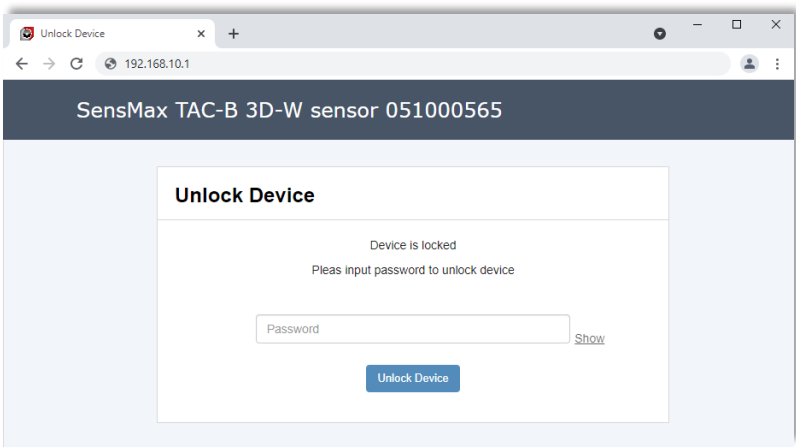 Unlock Device
192.168.10.1
SensMax TAC-B 3D-W sensor 051000565
Unlock Device
Device is locked
Pleas input password to unlock device
Password
Show
Unlock Device